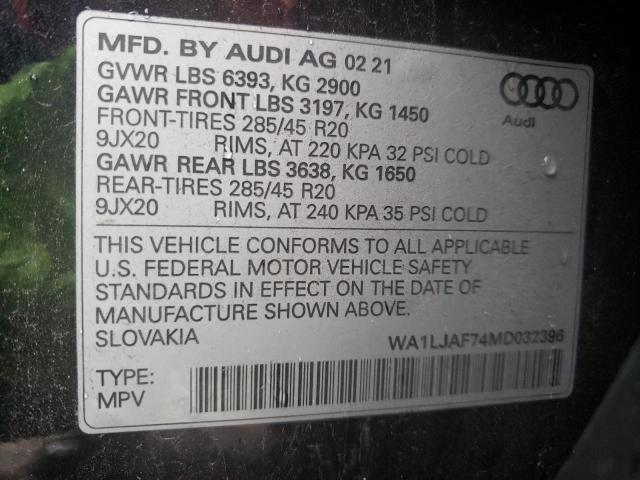 MFD. BY AUDI AG 02 21
GVWR LBS 6393, KG 2900
GAWR FRONT LBS 3197, KG 1450
FRONT-TIRES 285/45 R20
9JX20 RIMS, AT 220 KPA 32 PSI COLD
GAWR REAR LBS 3638, KG 1650
REAR-TIRES 285/45 R20
9JX20 RIMS, AT 240 KPA 35 PSI COLD
Audi
THIS VEHICLE CONFORMS TO ALL APPLICABLE
U.S. FEDERAL MOTOR VEHICLE SAFETY
STANDARDS IN EFFECT ON THE DATE OF
MANUFACTURE SHOWN ABOVE.
SLOVAKIA WA1LJAF74MD032396
TYPE:
MPV